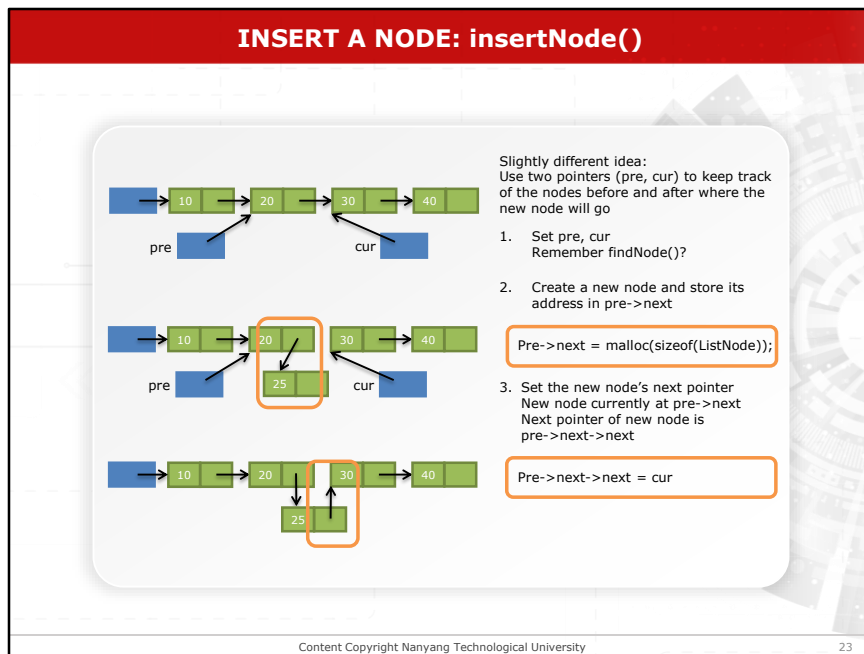 INSERT A NODE: insertNode()
10
20
30
40
pre
cur
Slightly different idea:
Use two pointers (pre, cur) to keep track
of the nodes before and after where the
new node will go
1. Set pre, cur
Remember findNode()?
2. Create a new node and store its
address in pre->next
10
20
30
40
25
pre
cur
Pre->next = malloc(sizeof(ListNode));
3. Set the new node's next pointer
New node currently at pre->next
Next pointer of new node is
pre->next->next
10
20
30
40
25
Pre->next->next = cur
Content Copyright Nanyang Technological University
23